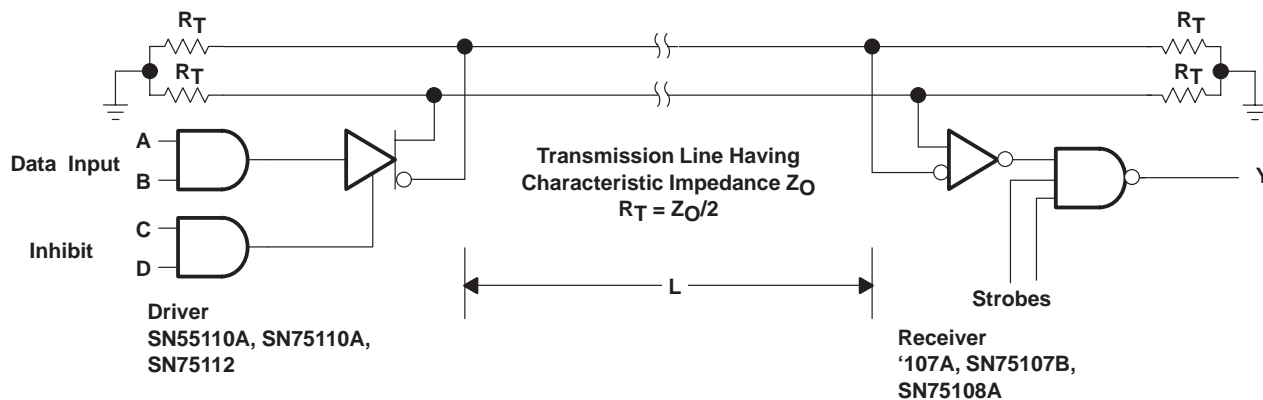 RT
RT
RT
RT
A
B
Data Input
C
D
Inhibit
Transmission Line Having
Characteristic Impedance ZO
RT = ZO/2
L
Y
Strobes
Driver
SN55110A, SN75110A,
SN75112
Receiver
‘107A, SN75107B,
SN75108A